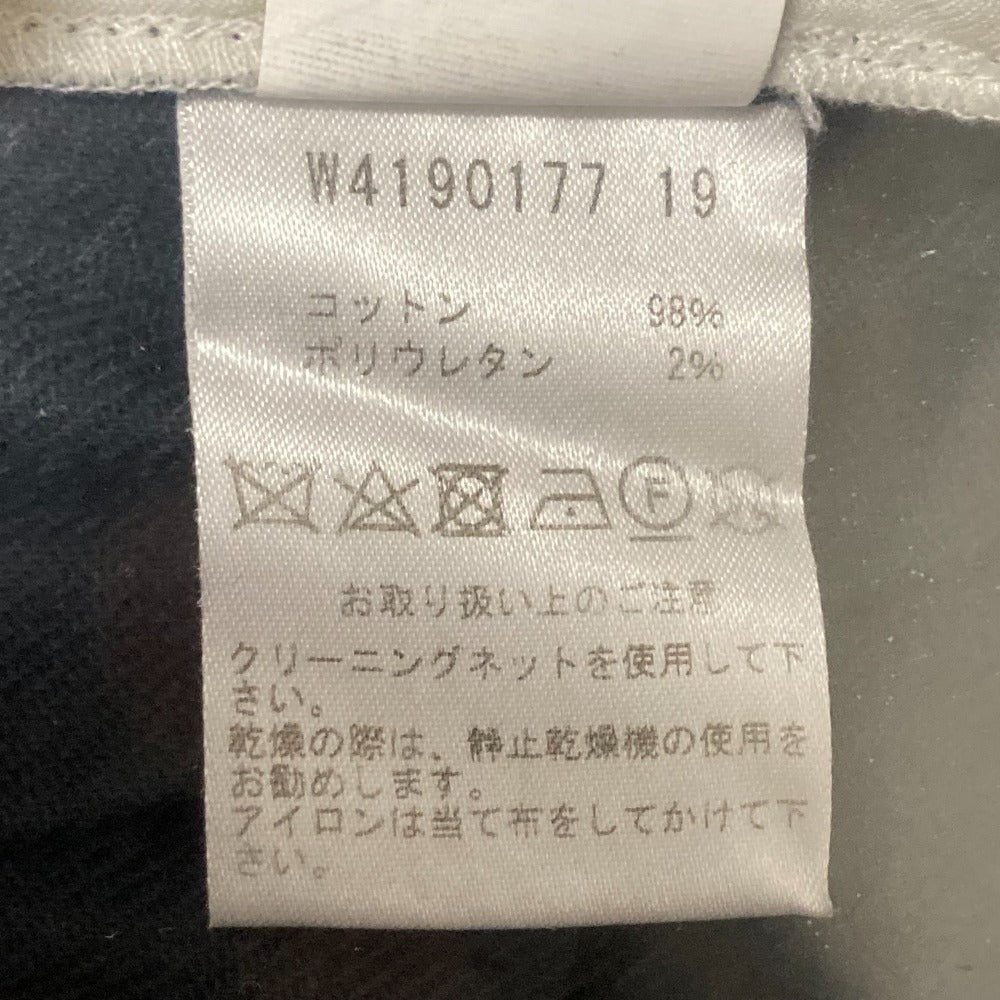 W4190177 19
コットン 98%
ポリウレタン 2%
F
お取り扱い上のご注意
クリーニングネットを使用して下
さい。
乾燥の際は、静止乾燥機の使用を
お勧めします。
アイロンは当て布をしてかけて下
さい。